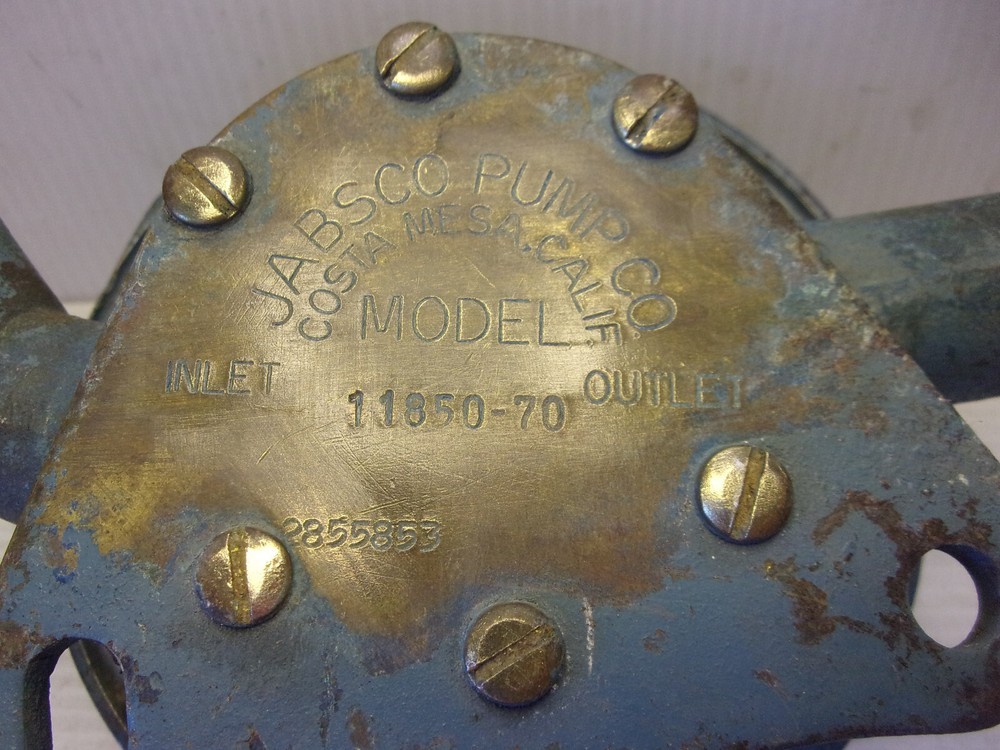 JABSCO PUMP CO.
COSTA MESA, CALIF.
MODEL
INLET
11850-70
OUTLET
2855853